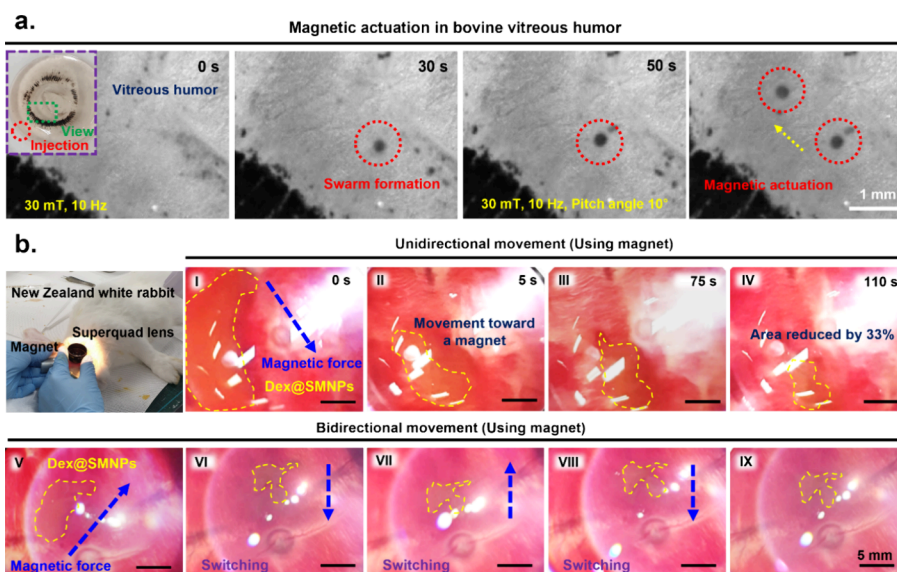 a.
Magnetic actuation in bovine vitreous humor
0 s
Vitreous humor
View
Injection
30 mT, 10 Hz
30 s
Swarm formation
50 s
30 mT, 10 Hz, Pitch angle 10°
Magnetic actuation
1 mm
b.
Unidirectional movement (Using magnet)
New Zealand white rabbit
Superquad lens
Magnet
I
0 s
Magnetic force
Dex@SMNPs
II
5 s
Movement toward
a magnet
III
75 s
IV
110 s
Area reduced by 33%
Bidirectional movement (Using magnet)
V
Dex@SMNPs
Magnetic force
VI
Switching
VII
Switching
VIII
Switching
IX
5 mm